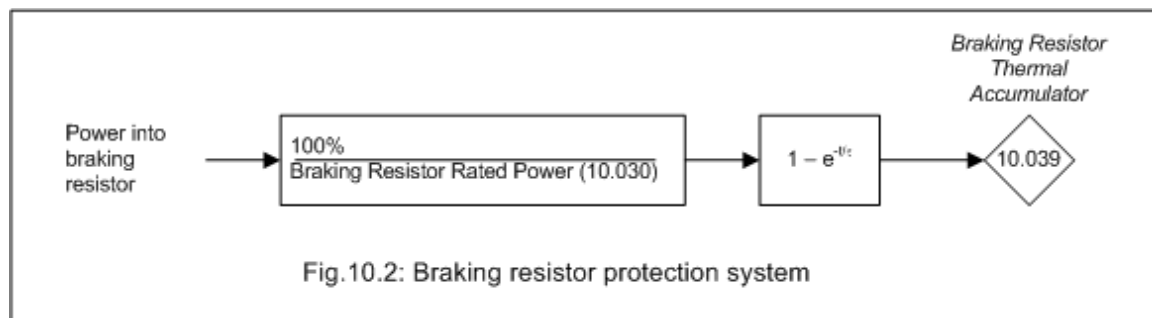 Braking Resistor
Thermal
Accumulator
Power into
braking
resistor
100%
Braking Resistor Rated Power (10.030)
1 – e^-t/τ
10.039
Fig.10.2: Braking resistor protection system